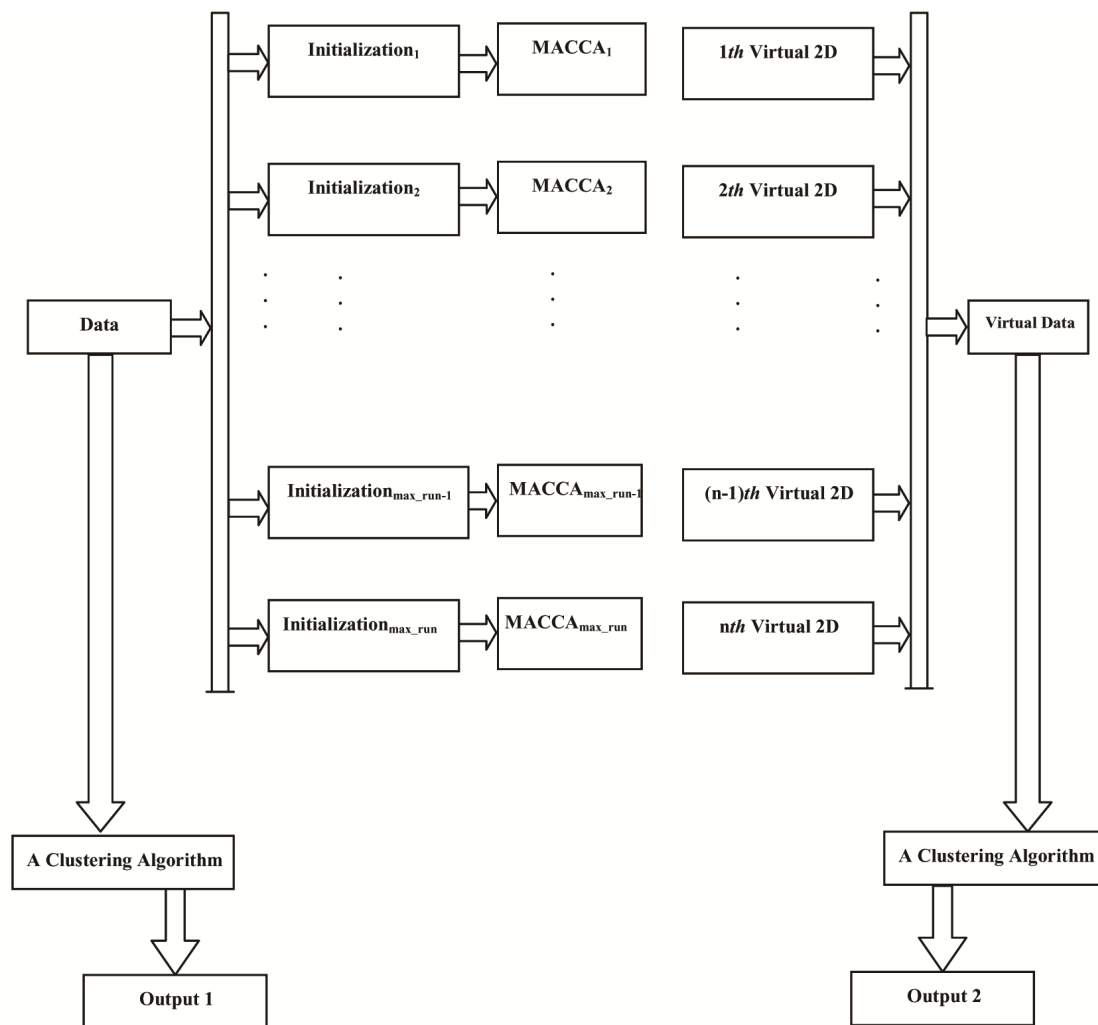 Initialization₁
MACCA₁
1th Virtual 2D
Initialization₂
MACCA₂
2th Virtual 2D
Data
Virtual Data
Initializationmax_run-1
MACCAmax_run-1
(n-1)th Virtual 2D
Initializationmax_run
MACCAmax_run
nth Virtual 2D
A Clustering Algorithm
A Clustering Algorithm
Output 1
Output 2